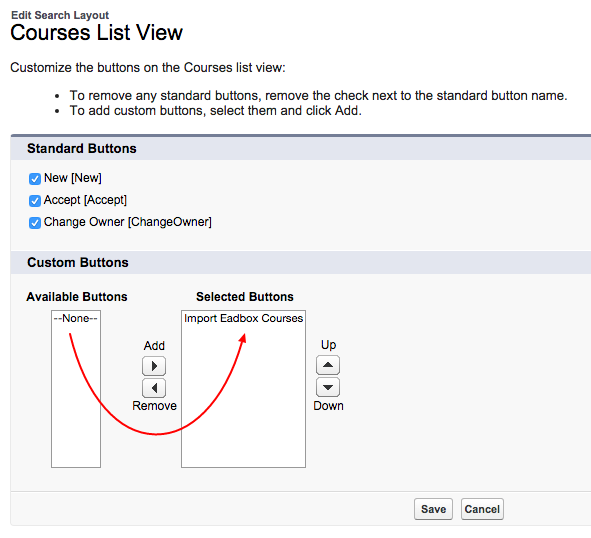 Edit Search Layout
Courses List View
Customize the buttons on the Courses list view:
• To remove any standard buttons, remove the check next to the standard button name.
• To add custom buttons, select them and click Add.
Standard Buttons
New [New]
Accept [Accept]
Change Owner [ChangeOwner]
Custom Buttons
Available Buttons
Selected Buttons
--None--
Import Eadbox Courses
Add
Remove
Up
Down
Save
Cancel